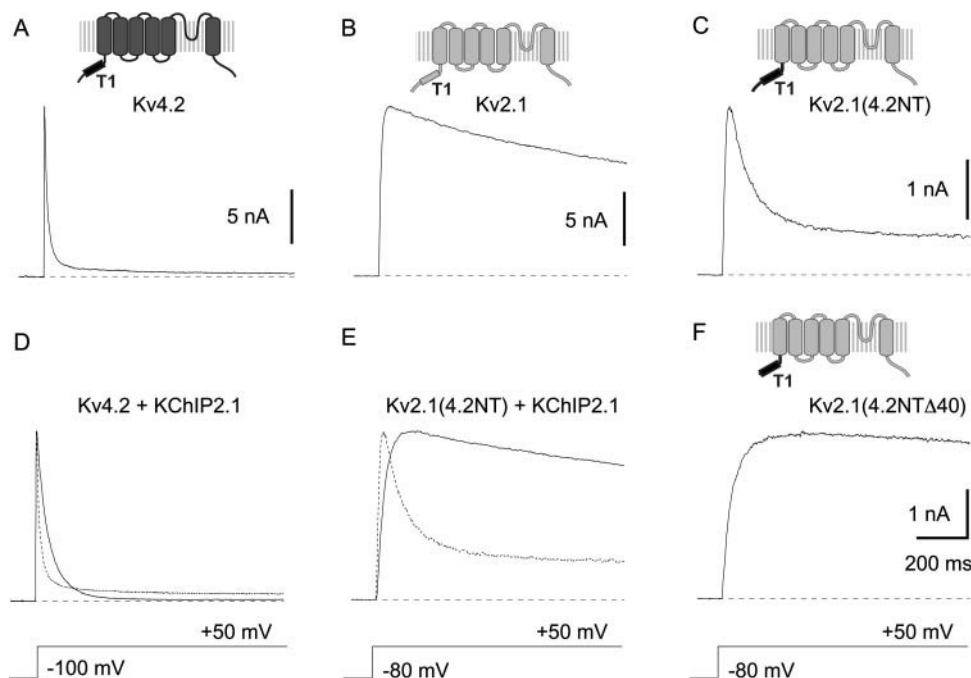 A
B
C
T1
T1
T1
Kv4.2
Kv2.1
Kv2.1(4.2NT)
5 nA
5 nA
1 nA
D
E
F
T1
Kv4.2 + KChIP2.1
Kv2.1(4.2NT) + KChIP2.1
Kv2.1(4.2NTΔ40)
1 nA
200 ms
+50 mV
+50 mV
+50 mV
-100 mV
-80 mV
-80 mV